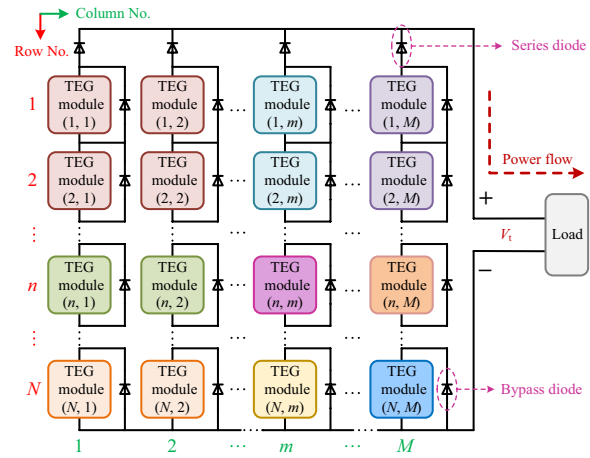 Column No.
Row No.
Series diode
1
TEG
module
(1, 1)
TEG
module
(1, 2)
...
TEG
module
(1, m)
...
TEG
module
(1, M)
2
TEG
module
(2, 1)
TEG
module
(2, 2)
...
TEG
module
(2, m)
...
TEG
module
(2, M)
Power flow
+
Vt
−
Load
⋮
n
TEG
module
(n, 1)
TEG
module
(n, 2)
...
TEG
module
(n, m)
...
TEG
module
(n, M)
⋮
N
TEG
module
(N, 1)
TEG
module
(N, 2)
...
TEG
module
(N, m)
...
TEG
module
(N, M)
Bypass diode
1 2 ... m ... M